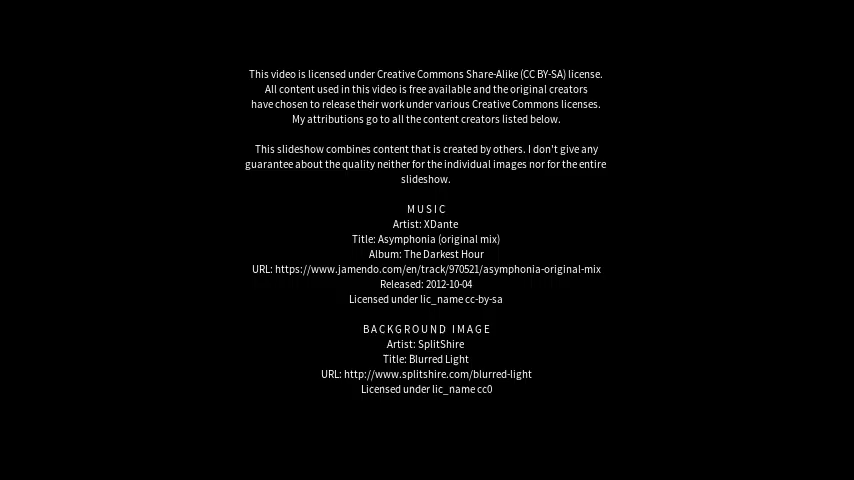 This video is licensed under Creative Commons Share-Alike (CC BY-SA) license.
All content used in this video is free available and the original creators
have chosen to release their work under various Creative Commons licenses.
My attributions go to all the content creators listed below.
This slideshow combines content that is created by others. I don't give any
guarantee about the quality neither for the individual images nor for the entire
slideshow.
M U S I C
Artist: XDante
Title: Asymphonia (original mix)
Album: The Darkest Hour
URL: https://www.jamendo.com/en/track/970521/asymphonia-original-mix
Released: 2012-10-04
Licensed under lic_name cc-by-sa
B A C K G R O U N D   I M A G E
Artist: SplitShire
Title: Blurred Light
URL: http://www.splitshire.com/blurred-light
Licensed under lic_name cc0